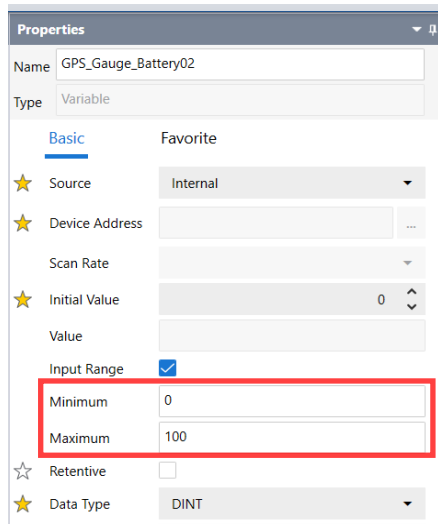 Properties
Name GPS_Gauge_Battery02
Type Variable
Basic Favorite
Source Internal
Device Address ...
Scan Rate
Initial Value 0
Value
Input Range
Minimum 0
Maximum 100
Retentive
Data Type DINT